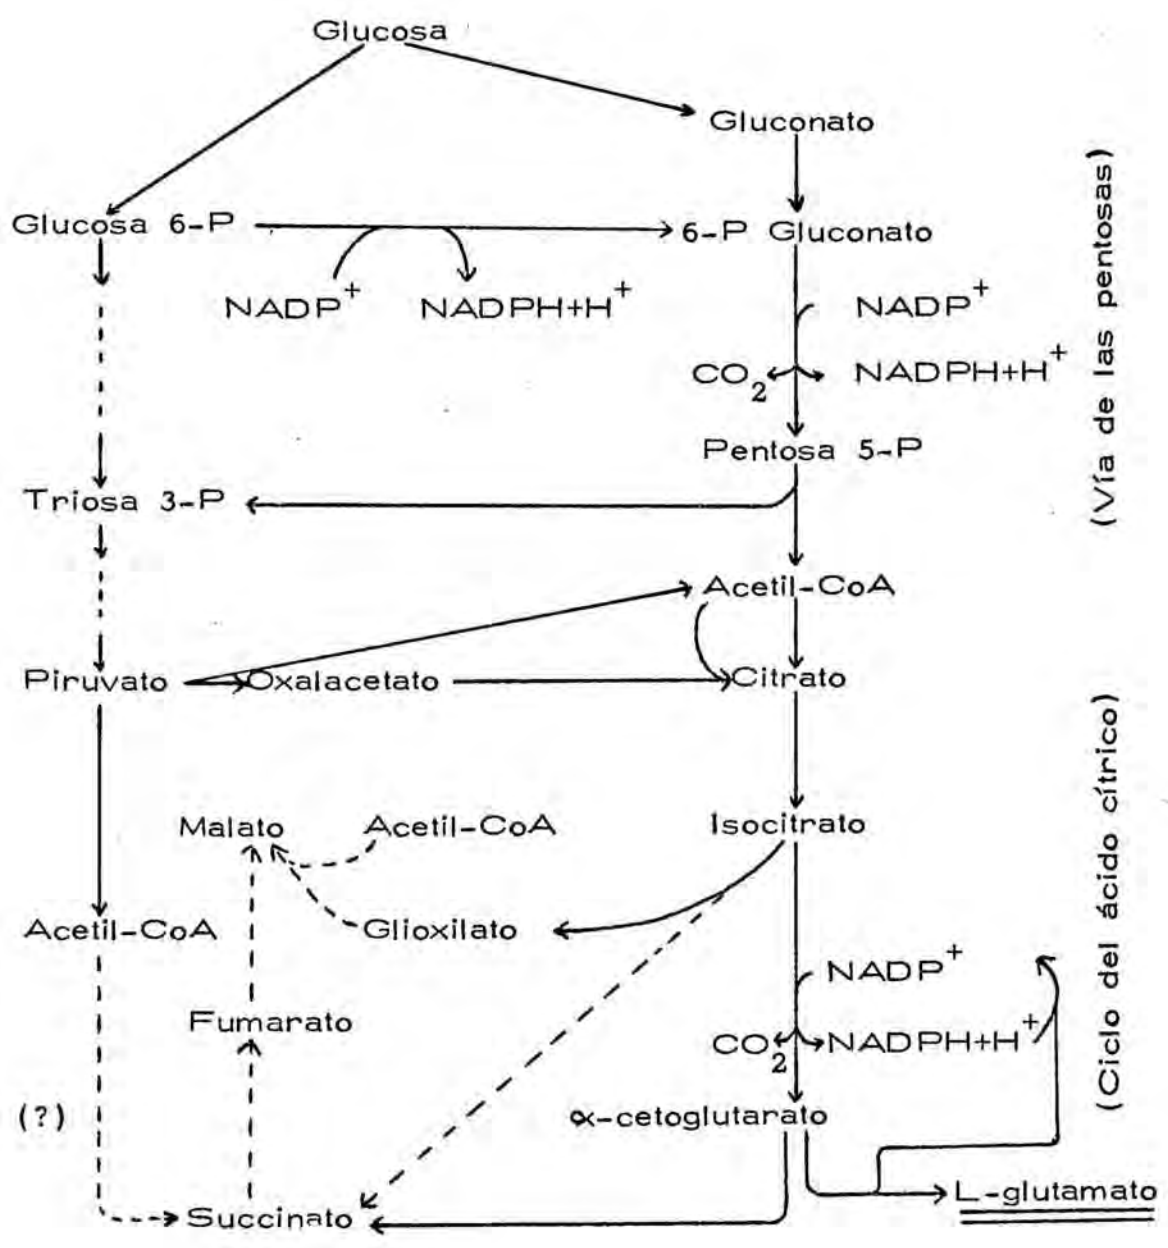 Glucosa
Gluconato
Glucosa 6-P
6-P Gluconato
NADP+
NADPH+H+
NADP+
CO2
NADPH+H+
(Vía de las pentosas)
Pentosa 5-P
Triosa 3-P
Acetil-CoA
Piruvato
Oxalacetato
Citrato
Malato
Acetil-CoA
Isocitrato
Acetil-CoA
Glioxilato
NADP+
Fumarato
CO2
NADPH+H+
(Ciclo del ácido cítrico)
(?)
α-cetoglutarato
Succinato
L-glutamato